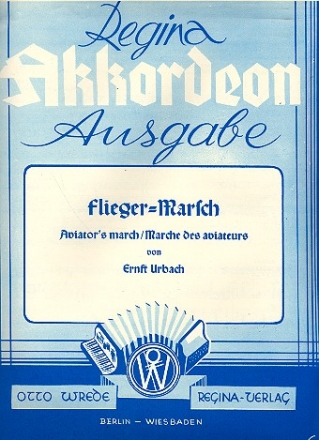 Regina
Akkordeon
Ausgabe
Flieger=Marsch
Aviator's march/Marche des aviateurs
von
Ernst Urbach
OW
OTTO WREDE
REGINA-VERLAG
BERLIN — WIESBADEN